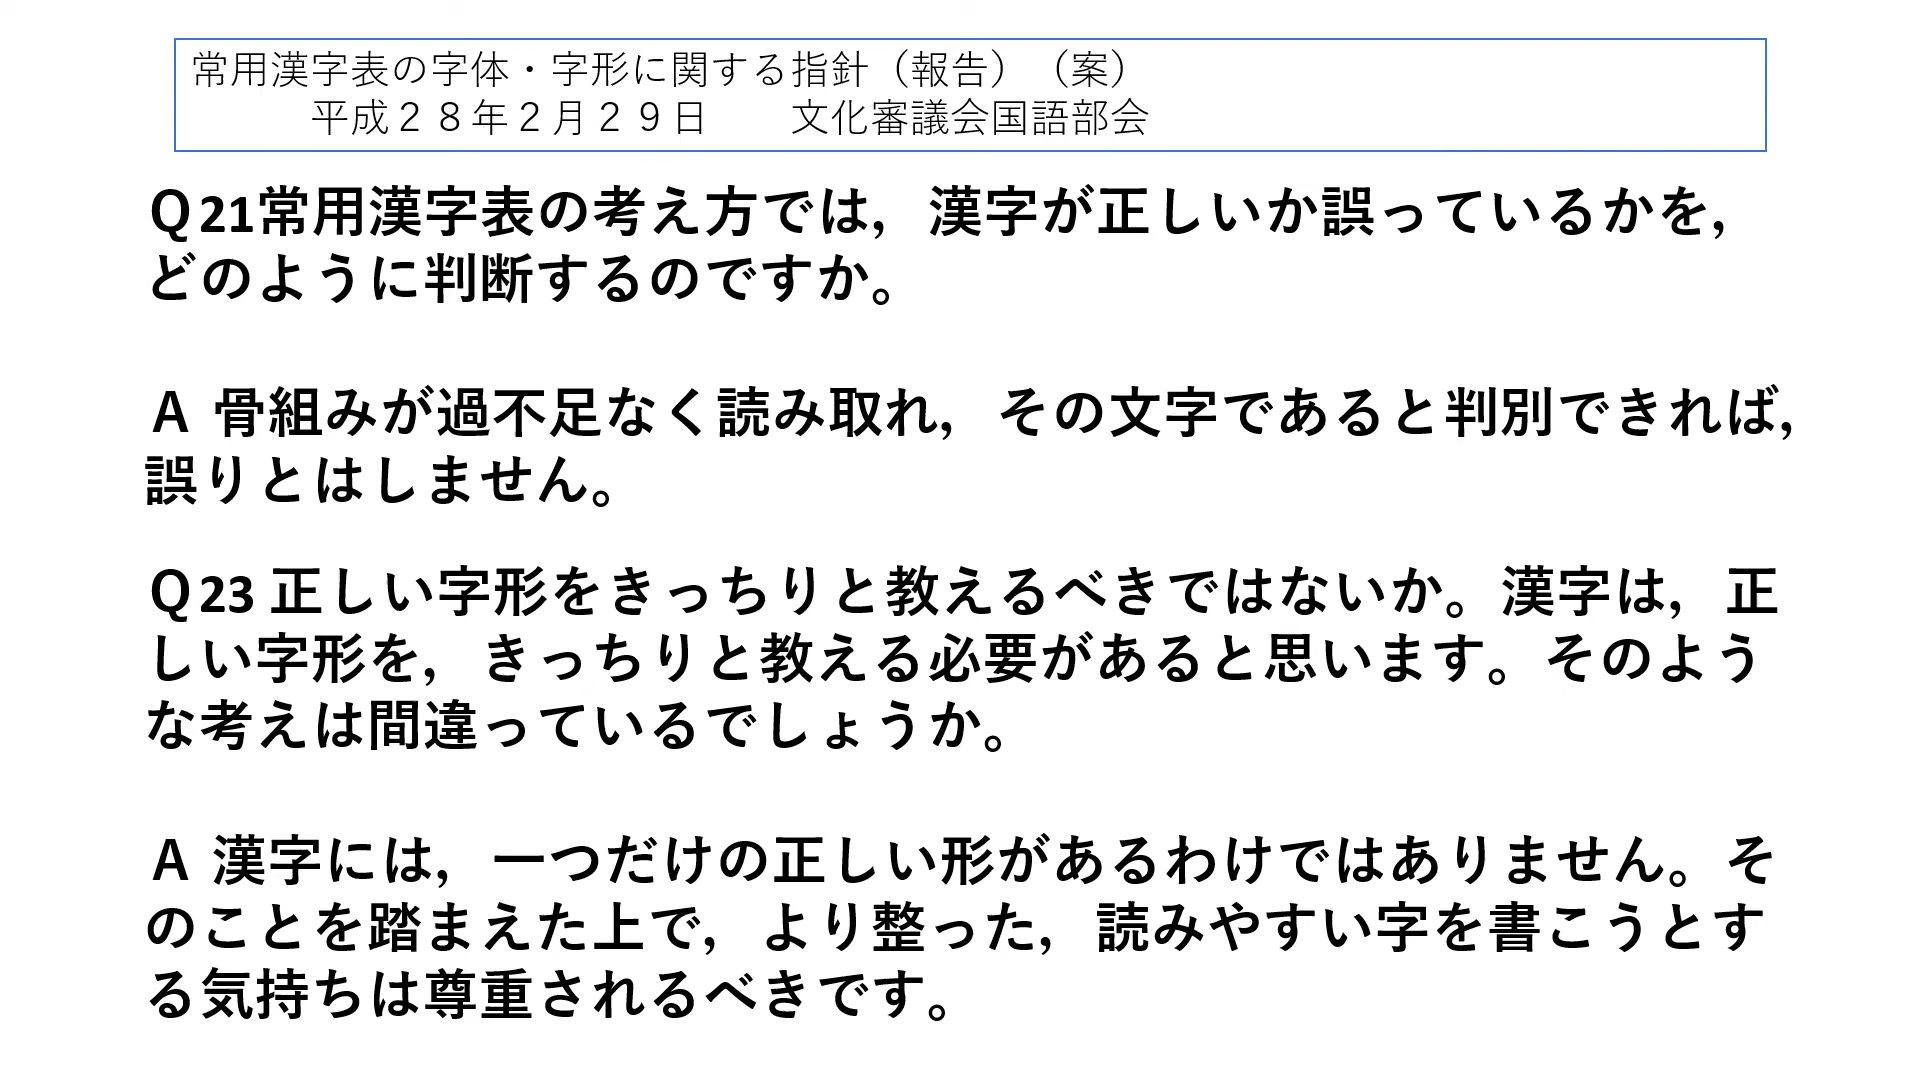 常用漢字表の字体・字形に関する指針（報告）（案）
平成２８年２月２９日　　文化審議会国語部会
Ｑ21常用漢字表の考え方では，漢字が正しいか誤っているかを，
どのように判断するのですか。
Ａ 骨組みが過不足なく読み取れ，その文字であると判別できれば，
誤りとはしません。
Ｑ23 正しい字形をきっちりと教えるべきではないか。漢字は，正
しい字形を，きっちりと教える必要があると思います。そのよう
な考えは間違っているでしょうか。
Ａ 漢字には，一つだけの正しい形があるわけではありません。そ
のことを踏まえた上で，より整った，読みやすい字を書こうとす
る気持ちは尊重されるべきです。